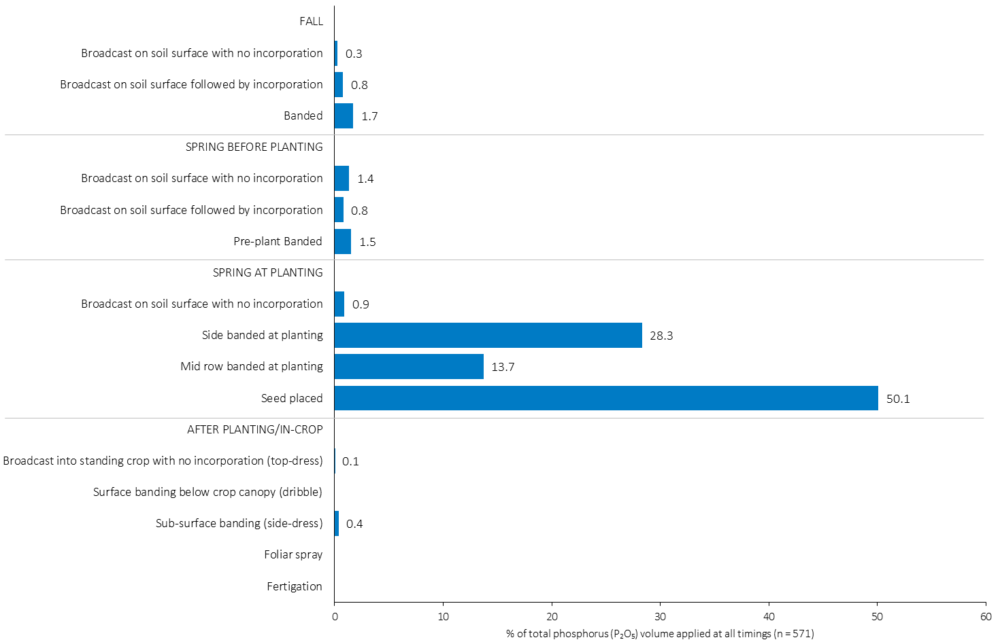 FALL
Broadcast on soil surface with no incorporation 0.3
Broadcast on soil surface followed by incorporation 0.8
Banded 1.7
SPRING BEFORE PLANTING
Broadcast on soil surface with no incorporation 1.4
Broadcast on soil surface followed by incorporation 0.8
Pre-plant Banded 1.5
SPRING AT PLANTING
Broadcast on soil surface with no incorporation 0.9
Side banded at planting 28.3
Mid row banded at planting 13.7
Seed placed 50.1
AFTER PLANTING/IN-CROP
Broadcast into standing crop with no incorporation (top-dress) 0.1
Surface banding below crop canopy (dribble)
Sub-surface banding (side-dress) 0.4
Foliar spray
Fertigation
0 10 20 30 40 50 60
% of total phosphorus (P₂O₅) volume applied at all timings (n = 571)